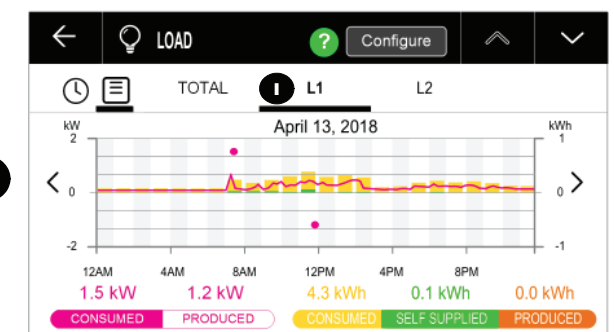 LOAD ? Configure
TOTAL I L1 L2
kW April 13, 2018 kWh
2 1
0 0
-2 -1
12AM 4AM 8AM 12PM 4PM 8PM
1.5 kW 1.2 kW 4.3 kWh 0.1 kWh 0.0 kWh
CONSUMED PRODUCED CONSUMED SELF SUPPLIED PRODUCED